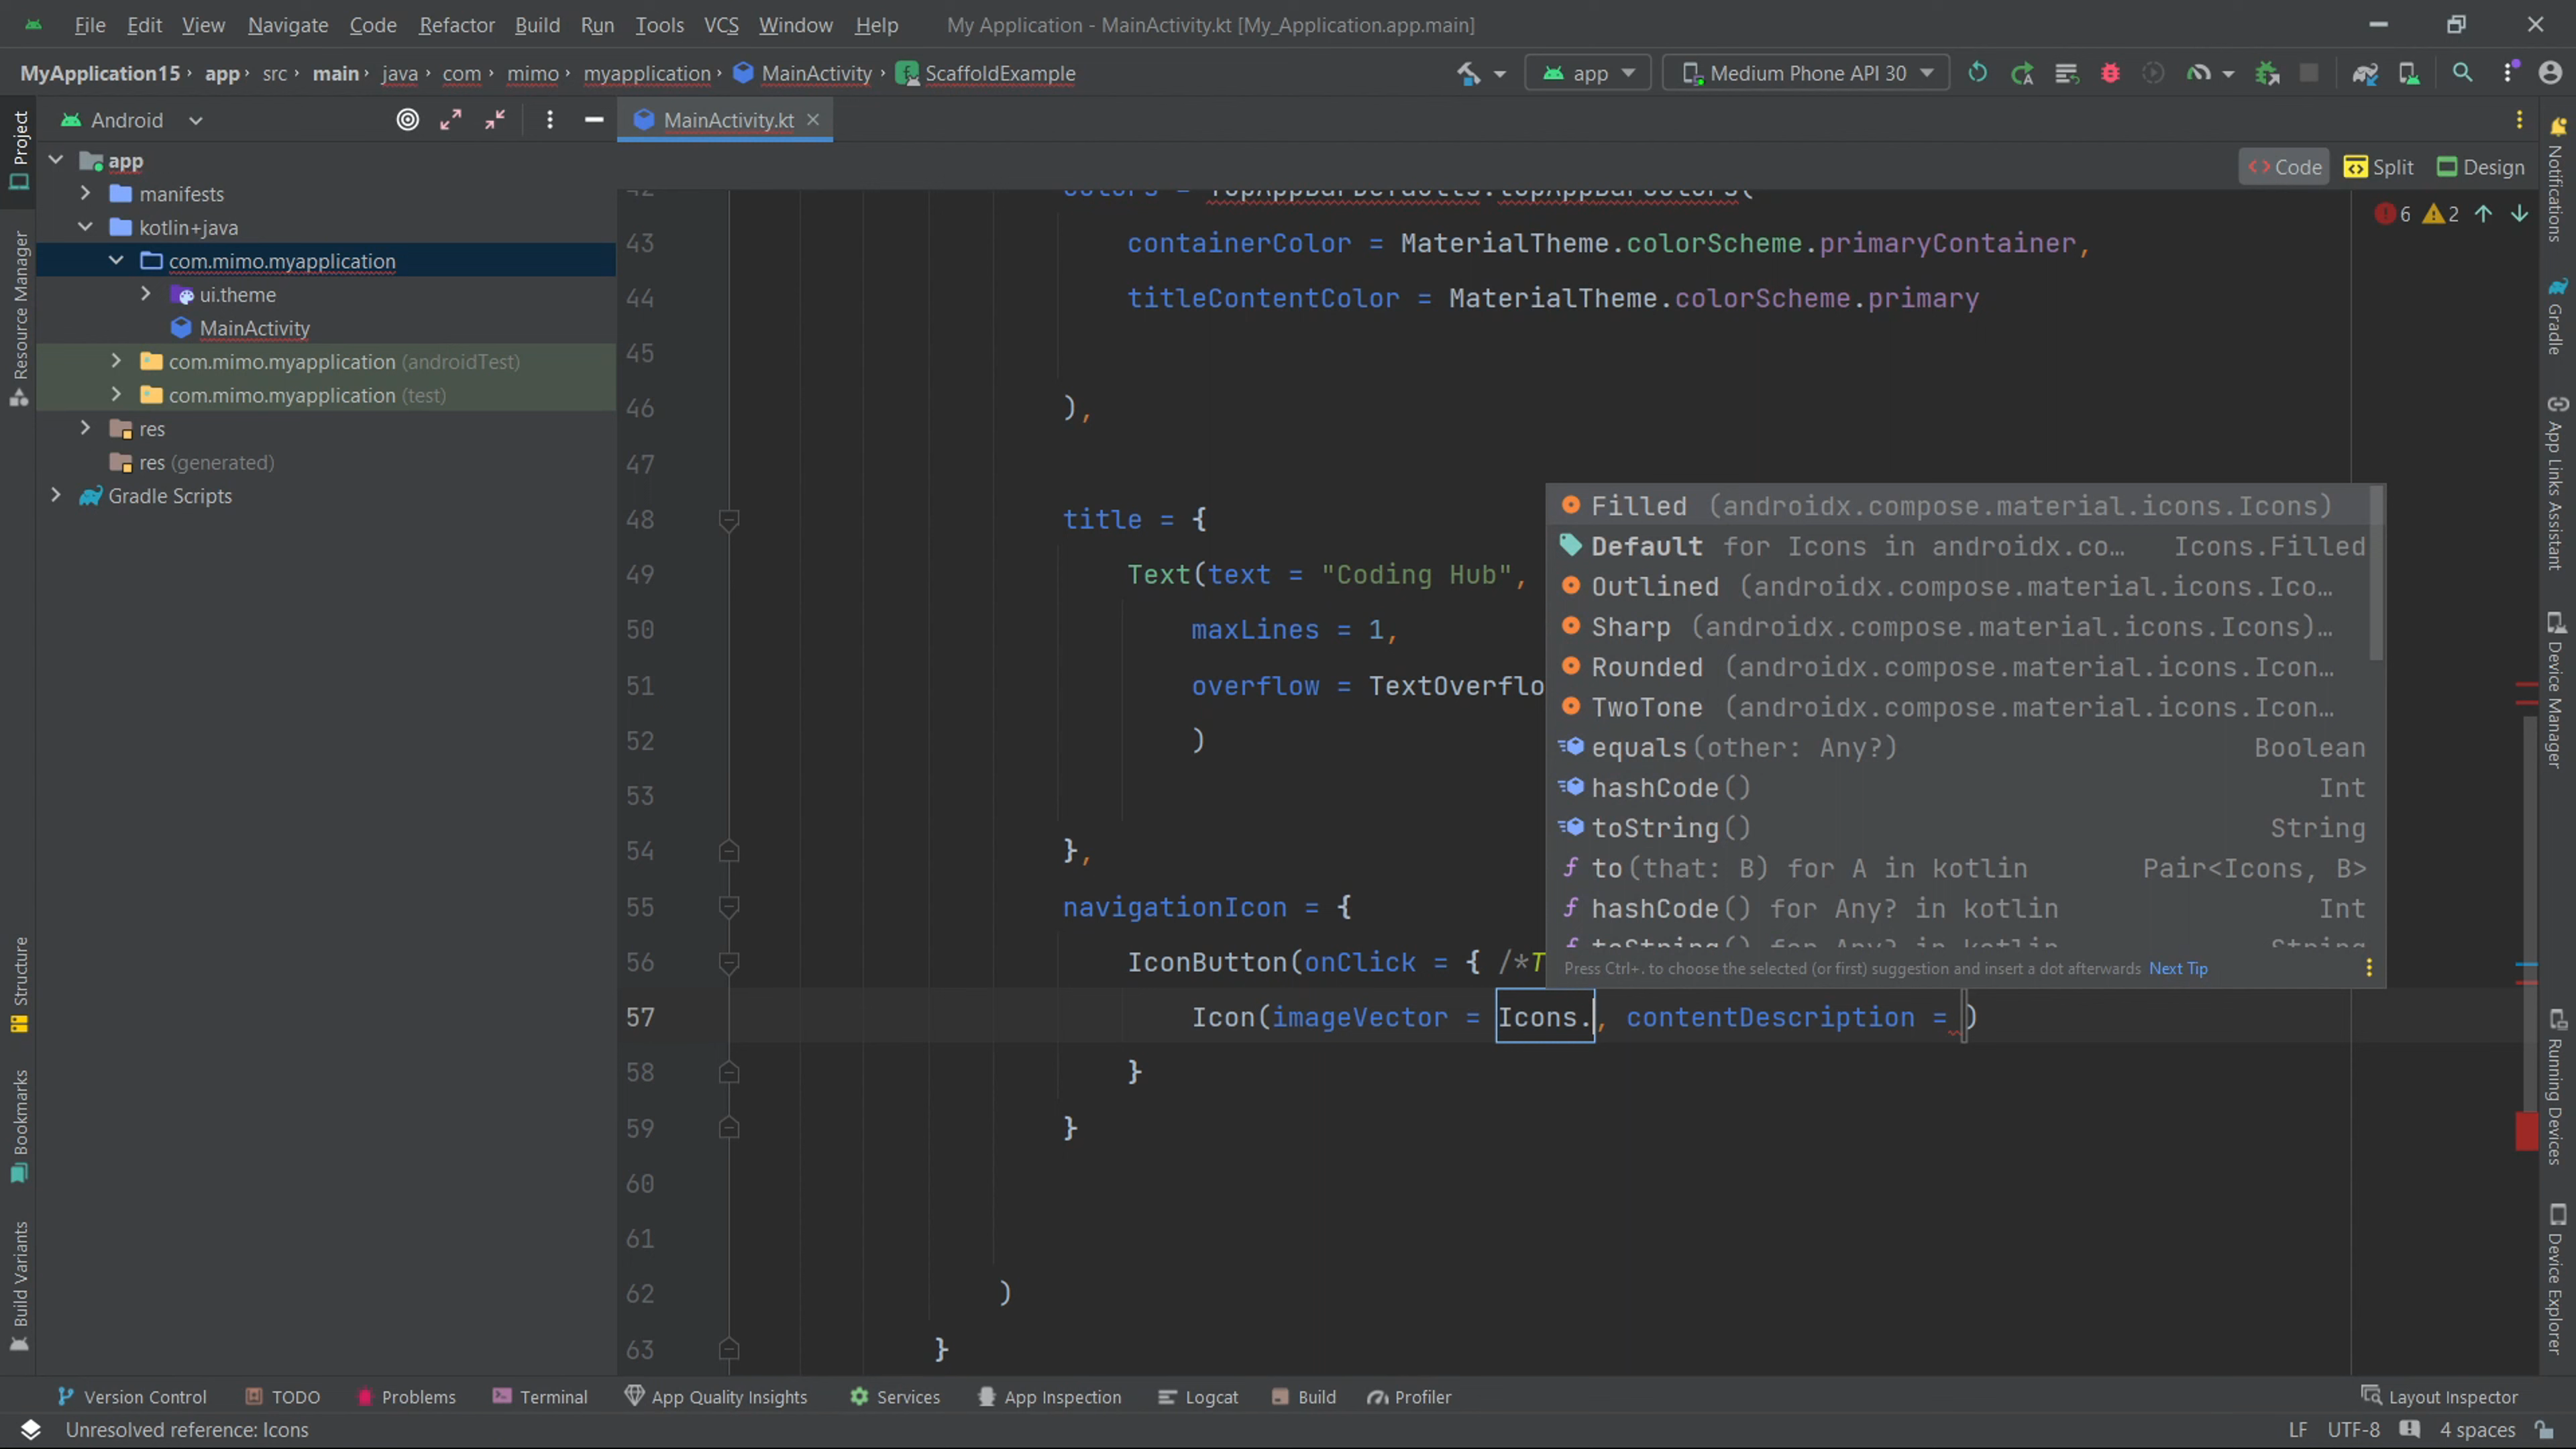 File Edit View Navigate Code Refactor Build Run Tools VCS Window Help My Application - MainActivity.kt [My_Application.app.main]
MyApplication15 app src main java com mimo myapplication MainActivity ScaffoldExample app Medium Phone API 30
Android MainActivity.kt
Code Split Design
Project
Resource Manager
Structure
Bookmarks
Build Variants
app
manifests
kotlin+java
com.mimo.myapplication
ui.theme
MainActivity
com.mimo.myapplication (androidTest)
com.mimo.myapplication (test)
res
res (generated)
Gradle Scripts
6 2
42 colors = TopAppBarDefaults.topAppBarColors(
43 containerColor = MaterialTheme.colorScheme.primaryContainer,
44 titleContentColor = MaterialTheme.colorScheme.primary
45
46 ),
47
48 title = {
49 Text(text = "Coding Hub",
50 maxLines = 1,
51 overflow = TextOverflo
52 )
53
54 },
55 navigationIcon = {
56 IconButton(onClick = { /*T
57 Icon(imageVector = Icons., contentDescription = )
58 }
59 }
60
61
62 )
63 }
Filled (androidx.compose.material.icons.Icons)
Default for Icons in androidx.co... Icons.Filled
Outlined (androidx.compose.material.icons.Ico...
Sharp (androidx.compose.material.icons.Icons)...
Rounded (androidx.compose.material.icons.Icon...
TwoTone (androidx.compose.material.icons.Icon...
equals(other: Any?) Boolean
hashCode() Int
toString() String
to(that: B) for A in kotlin Pair<Icons, B>
hashCode() for Any? in kotlin Int
toString() for Any? in kotlin String
Press Ctrl+. to choose the selected (or first) suggestion and insert a dot afterwards Next Tip
Notifications
Gradle
App Links Assistant
Device Manager
Running Devices
Device Explorer
Version Control TODO Problems Terminal App Quality Insights Services App Inspection Logcat Build Profiler Layout Inspector
Unresolved reference: Icons LF UTF-8 4 spaces